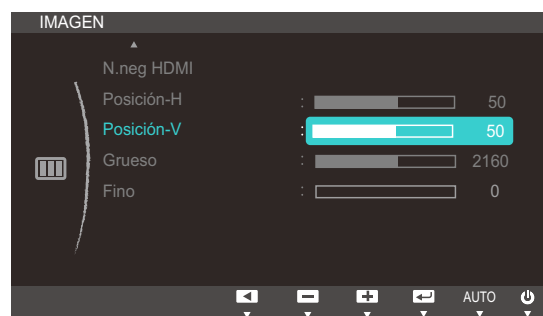 IMAGEN
N.neg HDMI
Posición-H : 50
Posición-V : 50
Grueso : 2160
Fino : 0
AUTO